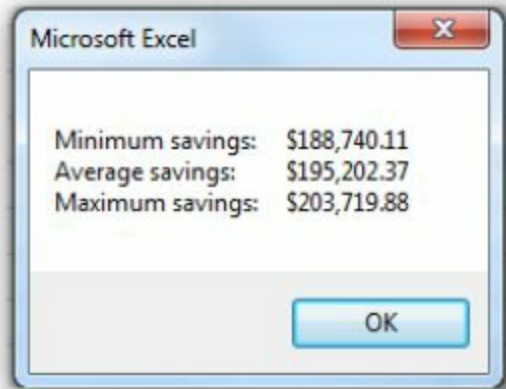 Microsoft Excel
Minimum savings: $188,740.11
Average savings: $195,202.37
Maximum savings: $203,719.88
OK